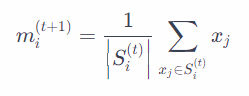 $m_i^{(t+1)} = \frac{1}{\left|S_i^{(t)}\right|} \sum_{x_j \in S_i^{(t)}} x_j$